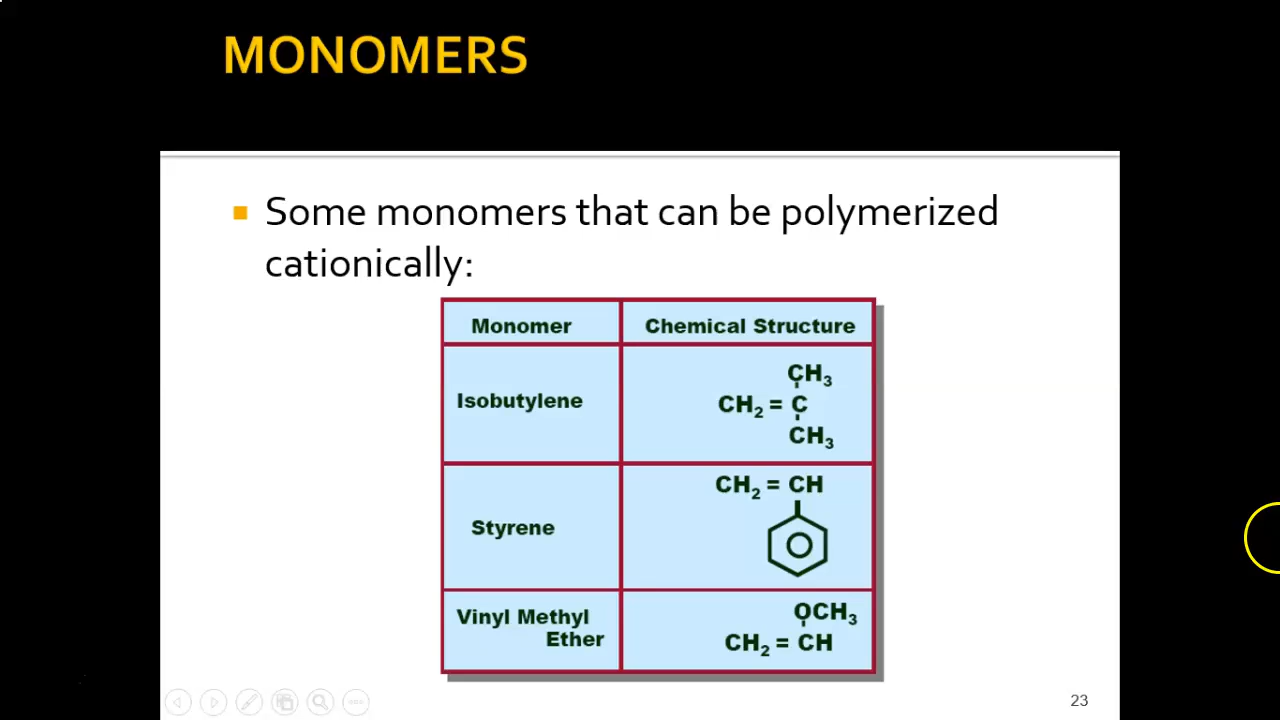 MONOMERS
Some monomers that can be polymerized
cationically:
Monomer
Chemical Structure
Isobutylene
CH₃
CH₂ = C
CH₃
Styrene
CH₂ = CH
Vinyl Methyl
Ether
OCH₃
CH₂ = CH
23